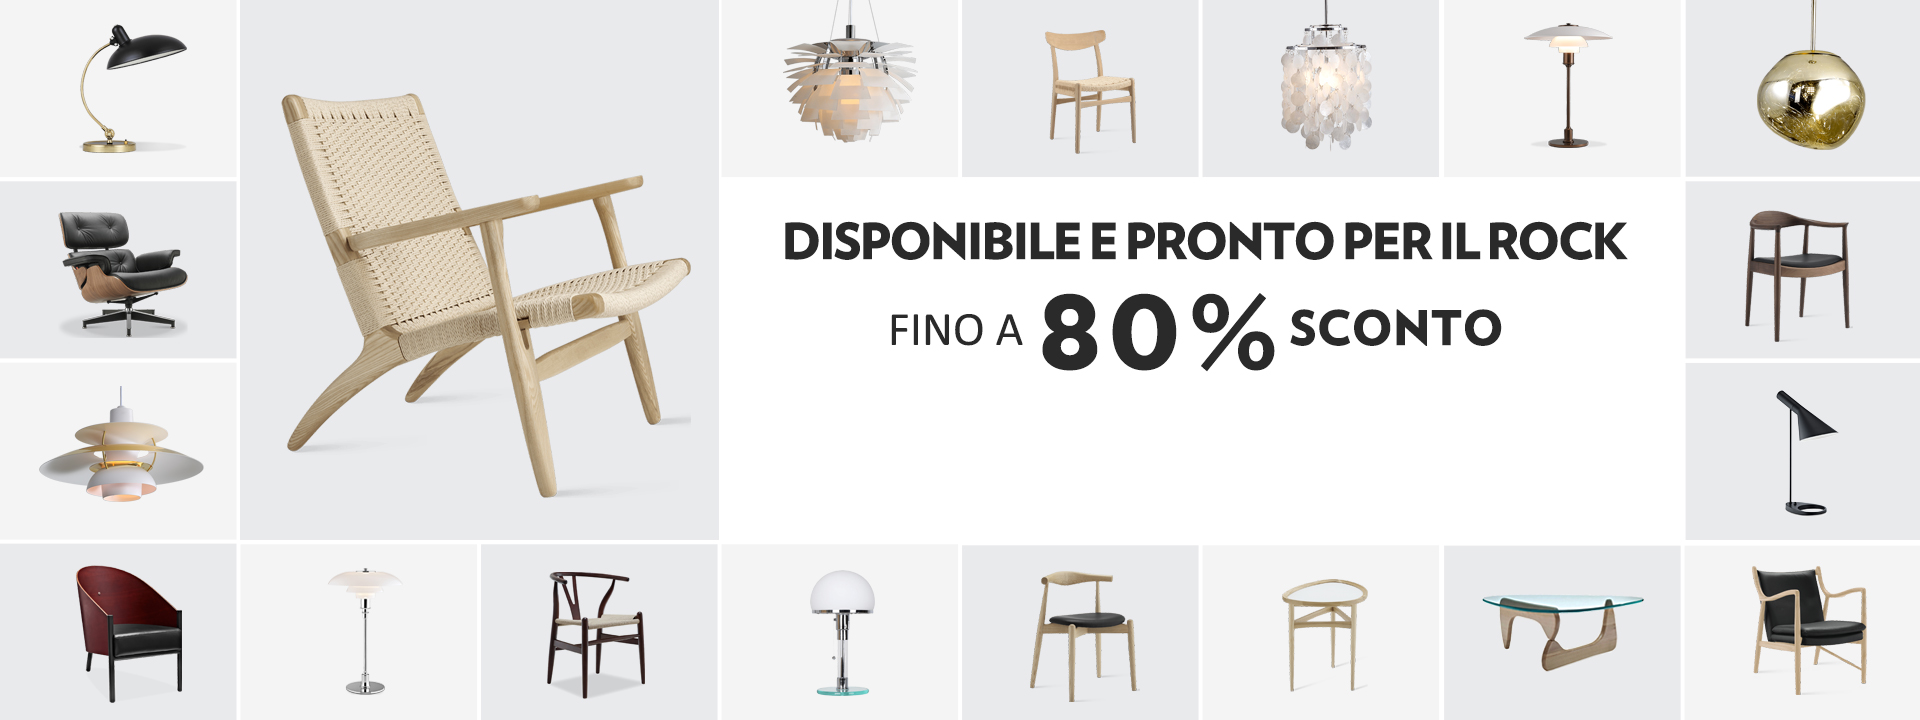 DISPONIBILE E PRONTO PER IL ROCK
FINO A 80% SCONTO